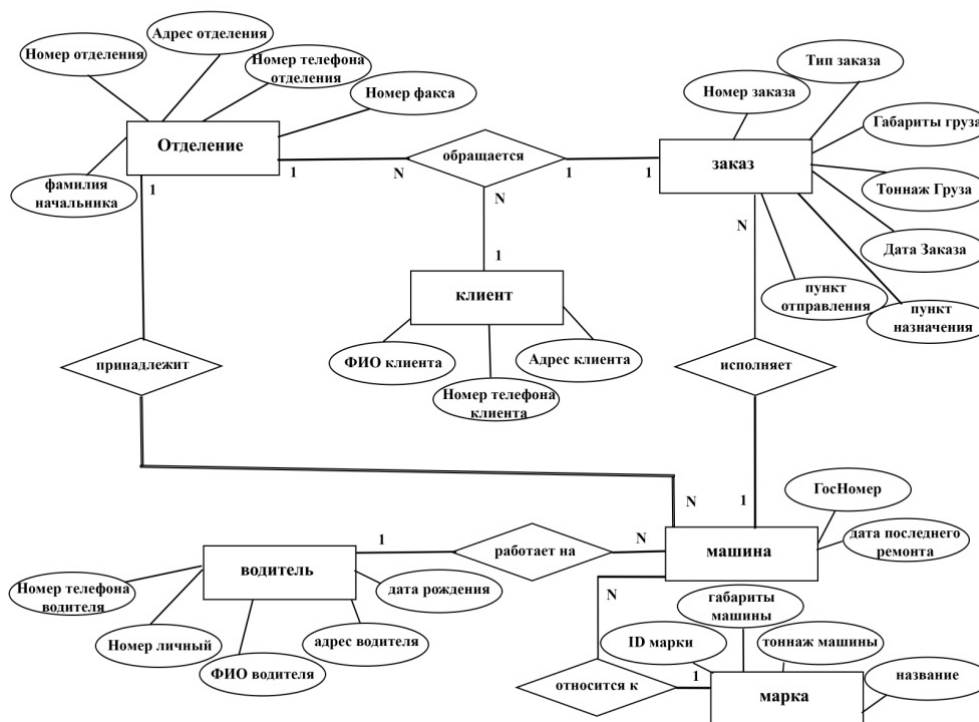 Адрес отделения
Номер отделения
Номер телефона
отделения
Номер факса
Отделение
фамилия
начальника
1
1
N
обращается
N
1
1
Тип заказа
Номер заказа
Габариты груза
заказ
Тоннаж Груза
Дата Заказа
пункт
отправления
пункт
назначения
N
1
клиент
ФИО клиента
Адрес клиента
Номер телефона
клиента
принадлежит
исполняет
N
1
ГосНомер
дата последнего
ремонта
машина
1
работает на
N
водитель
Номер телефона
водителя
дата рождения
Номер личный
адрес водителя
ФИО водителя
N
габариты
машины
ID марки
тоннаж машины
относится к
1
марка
название